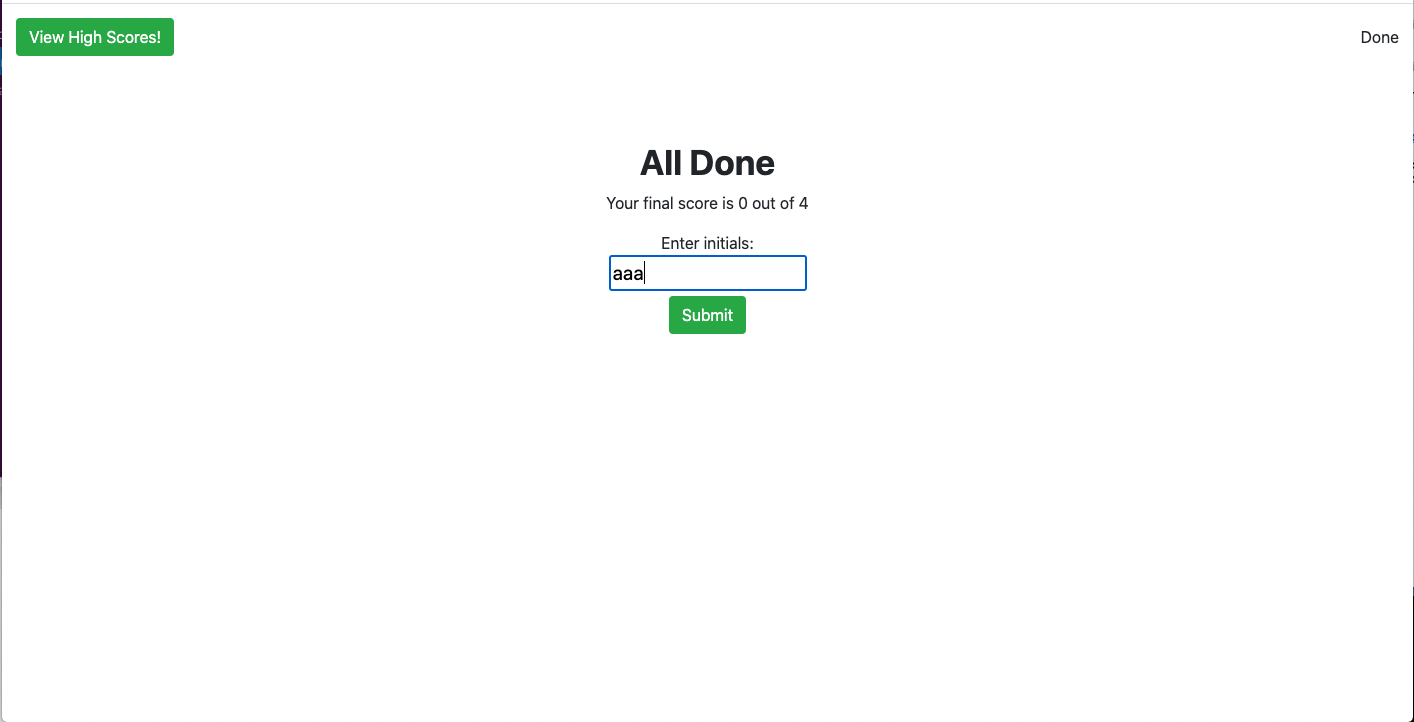 View High Scores!
Done
All Done
Your final score is 0 out of 4
Enter initials:
aaa
Submit